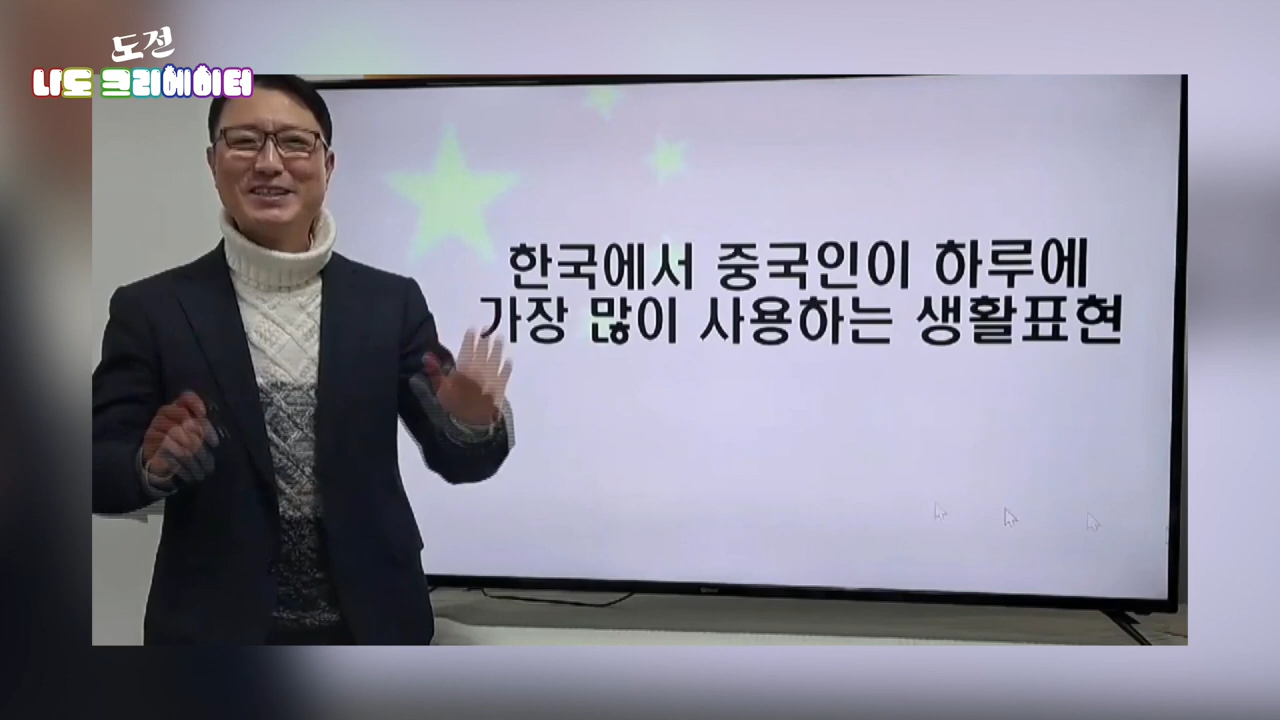 도전
나도 크리에이터
한국에서 중국인이 하루에
가장 많이 사용하는 생활표현